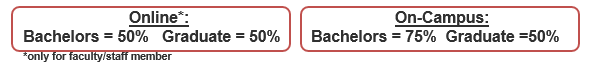 Online*:
Bachelors = 50% Graduate = 50%
*only for faculty/staff member
On-Campus:
Bachelors = 75% Graduate =50%